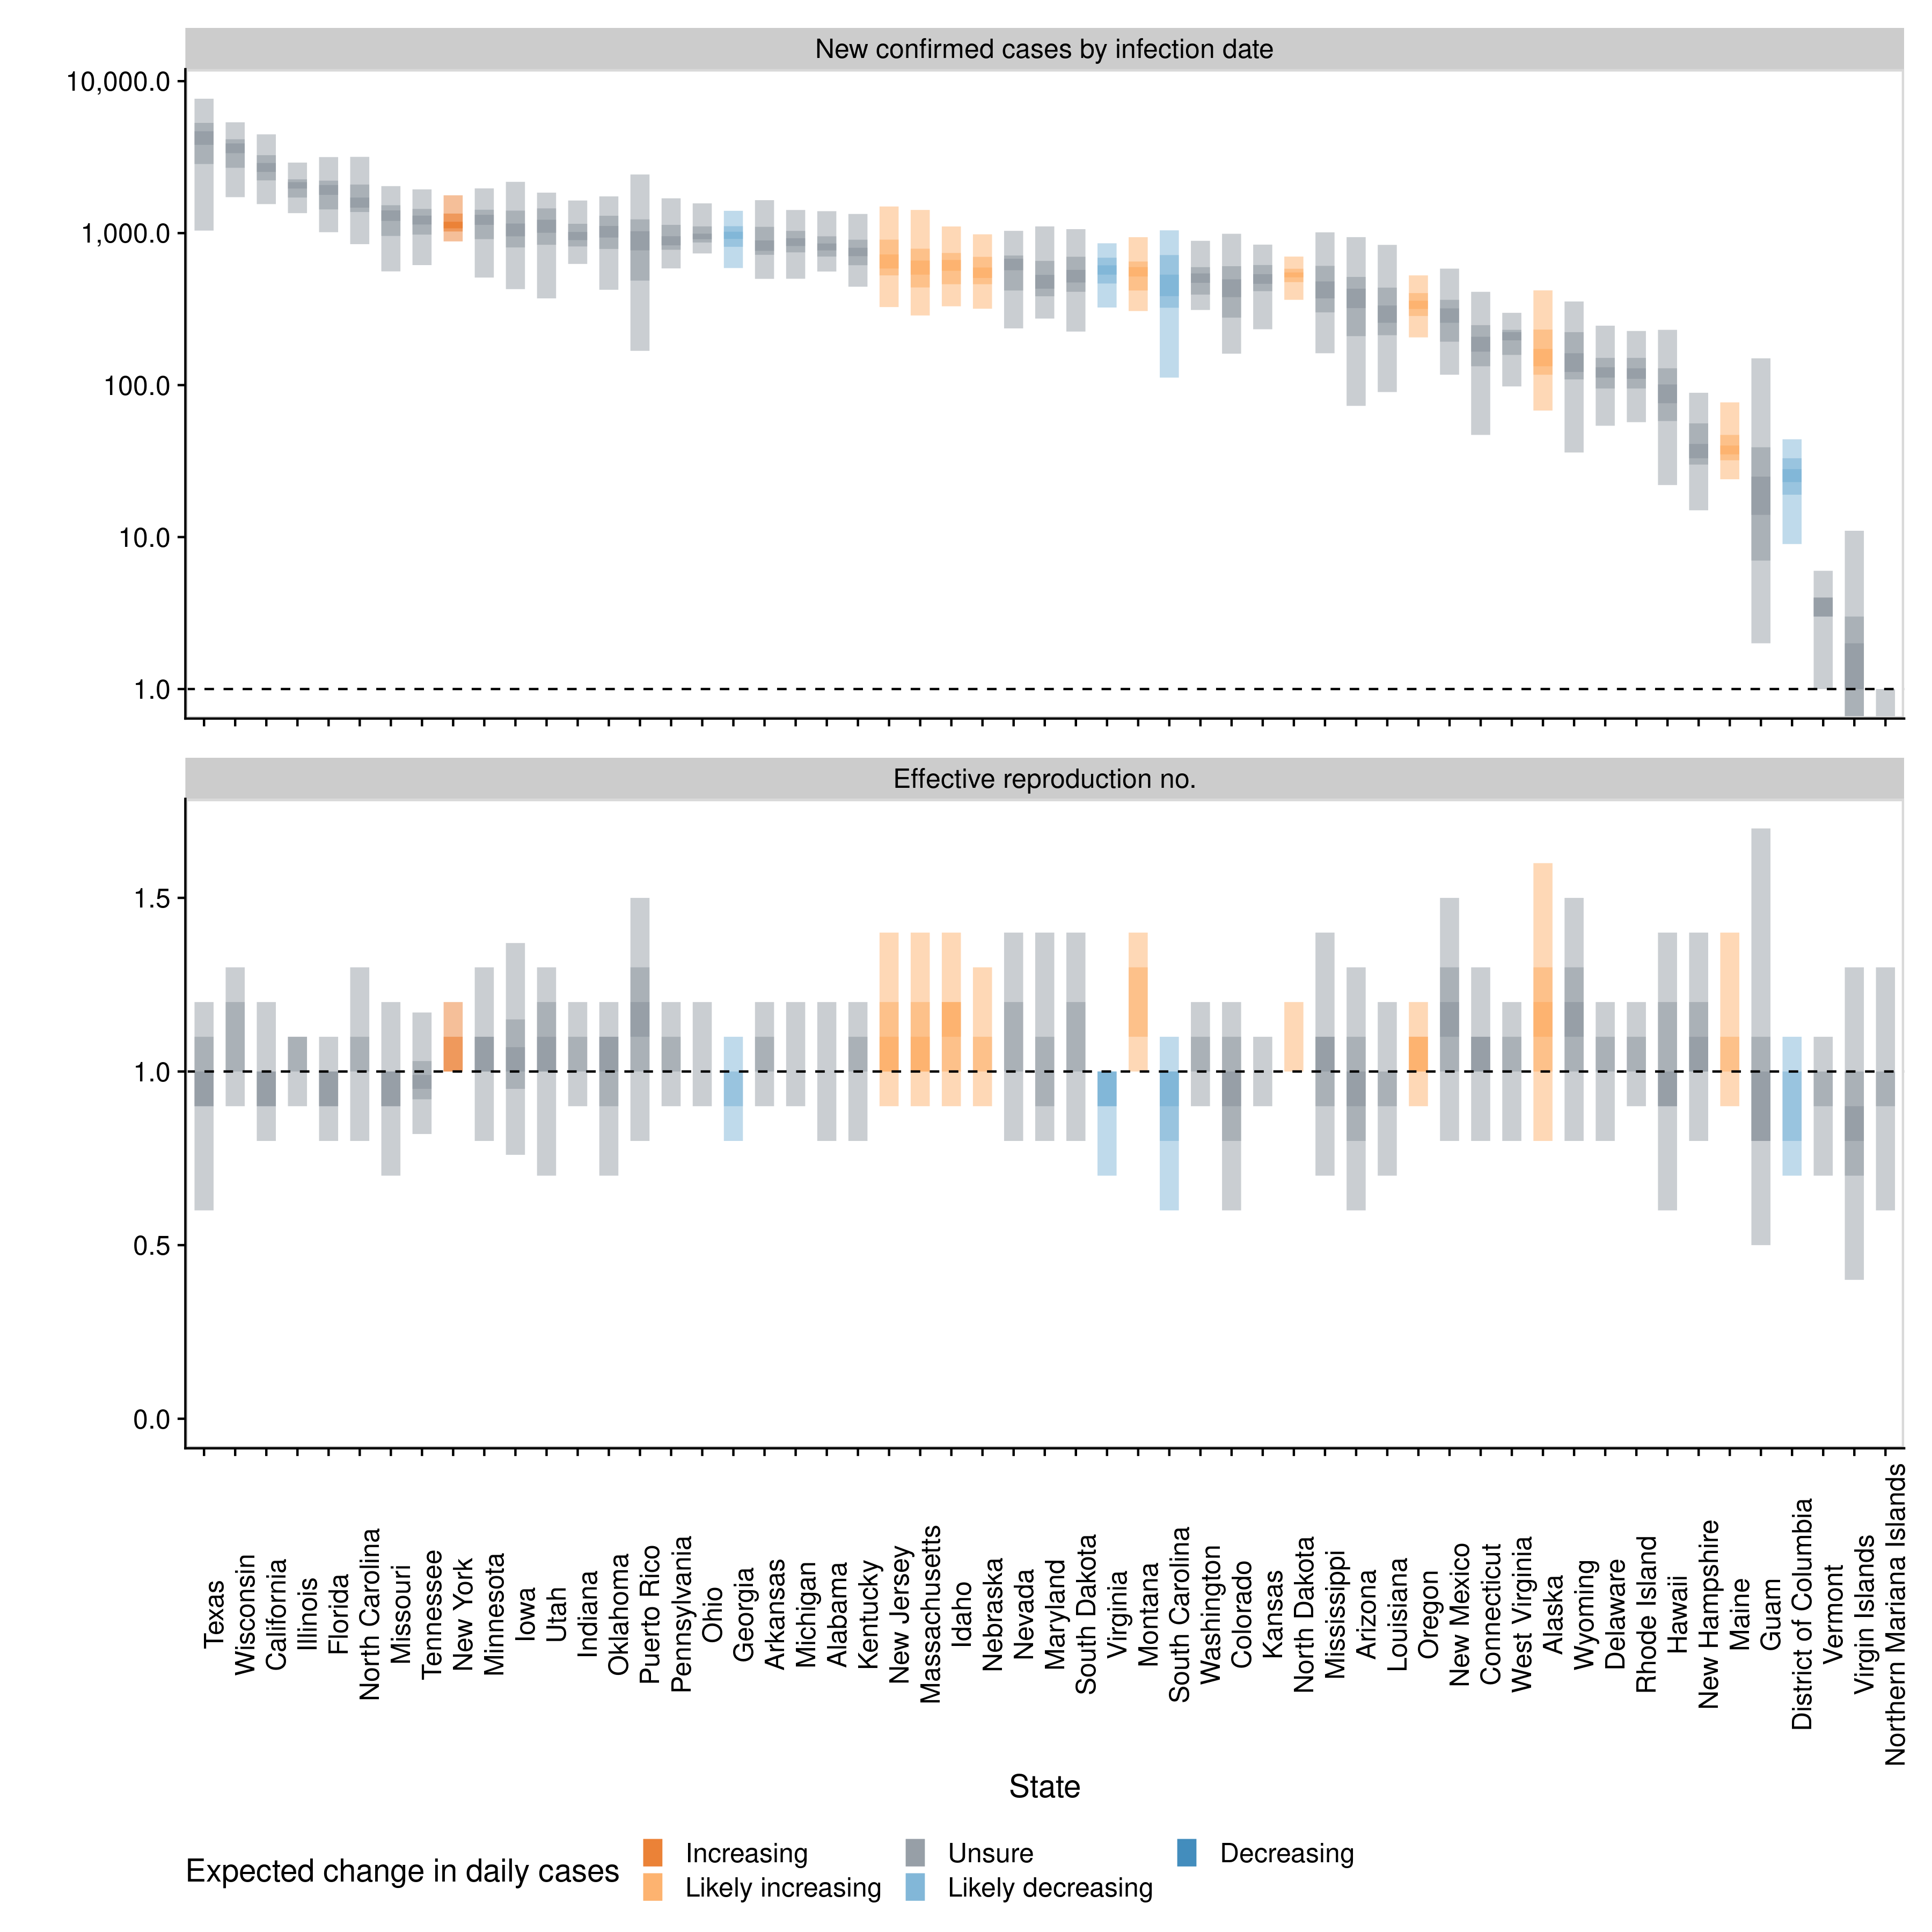 New confirmed cases by infection date
10,000.0
1,000.0
100.0
10.0
1.0
Effective reproduction no.
1.5
1.0
0.5
0.0
Texas
Wisconsin
California
Illinois
Florida
North Carolina
Missouri
Tennessee
New York
Minnesota
Iowa
Utah
Indiana
Oklahoma
Puerto Rico
Pennsylvania
Ohio
Georgia
Arkansas
Michigan
Alabama
Kentucky
New Jersey
Massachusetts
Idaho
Nebraska
Nevada
Maryland
South Dakota
Virginia
Montana
South Carolina
Washington
Colorado
Kansas
North Dakota
Mississippi
Arizona
Louisiana
Oregon
New Mexico
Connecticut
West Virginia
Alaska
Wyoming
Delaware
Rhode Island
Hawaii
New Hampshire
Maine
Guam
District of Columbia
Vermont
Virgin Islands
Northern Mariana Islands
State
Expected change in daily cases
Increasing
Unsure
Decreasing
Likely increasing
Likely decreasing